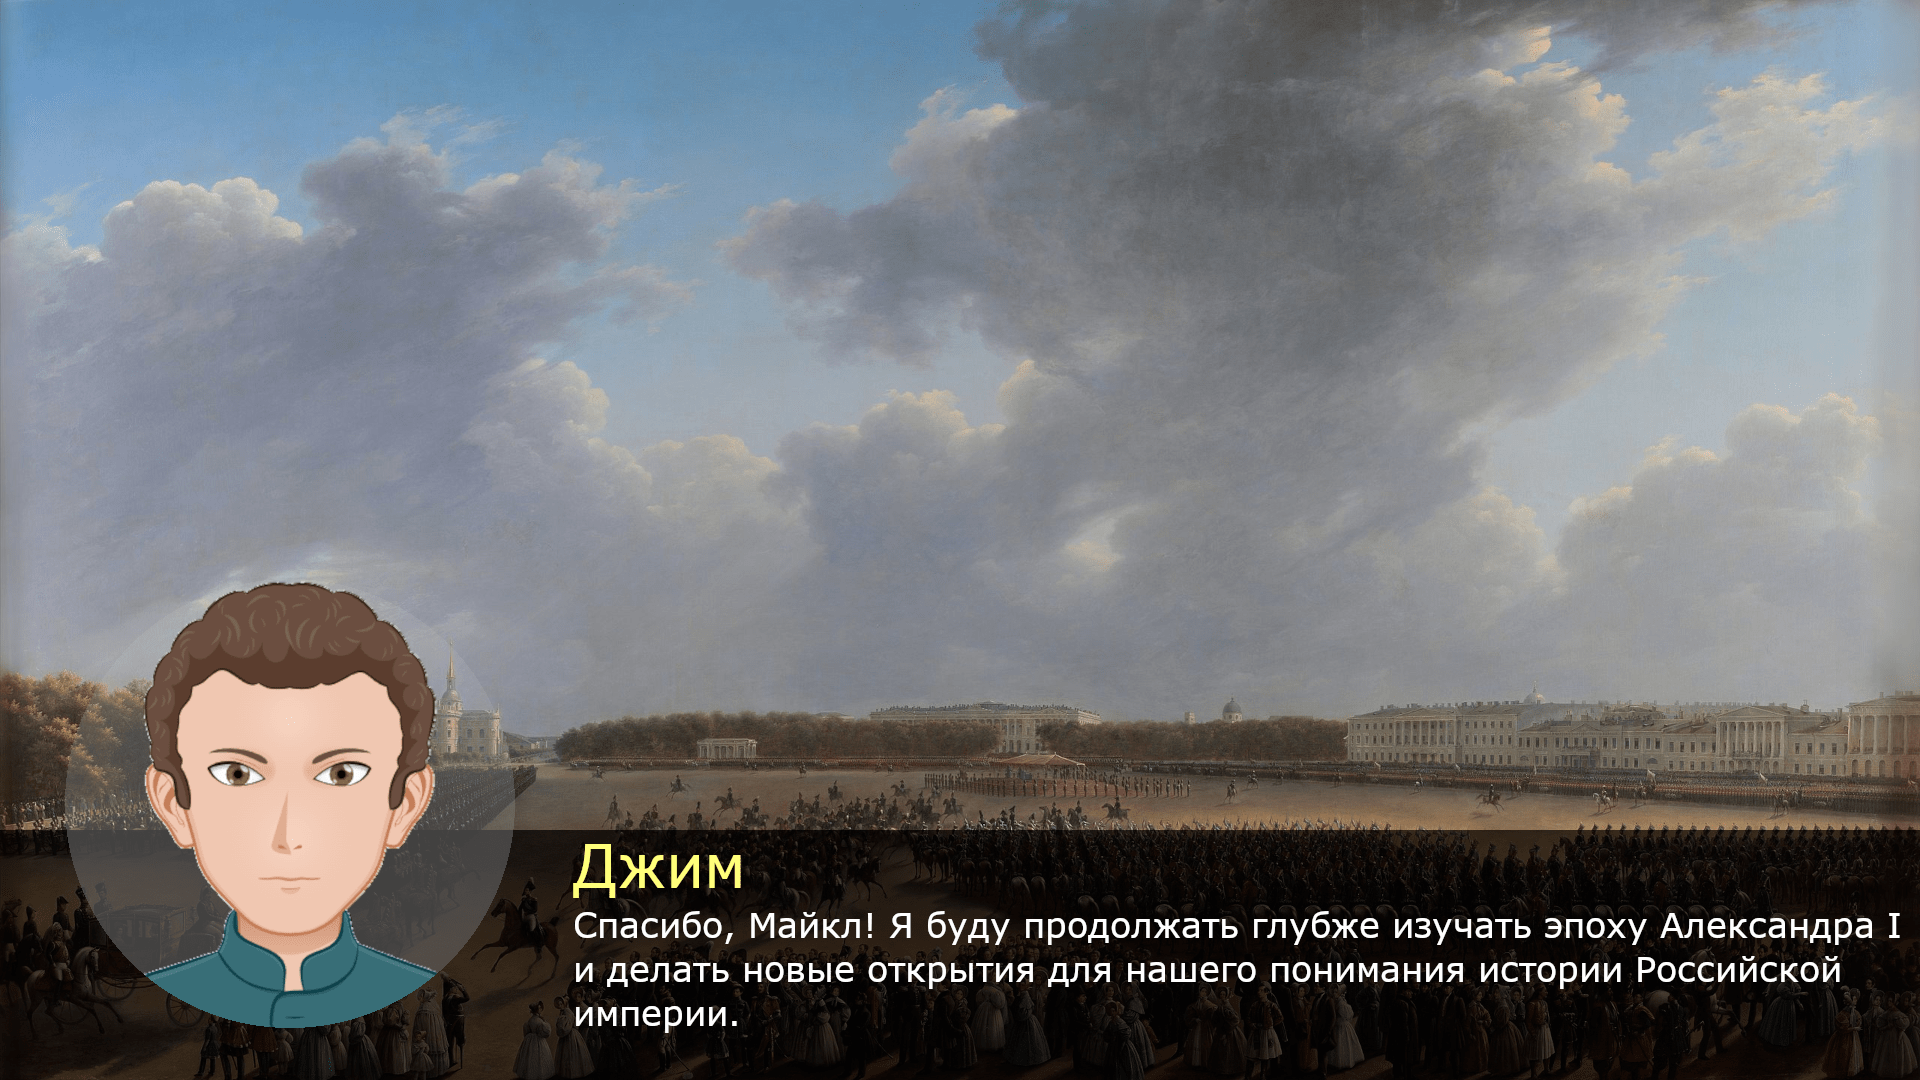 Джим
Спасибо, Майкл! Я буду продолжать глубже изучать эпоху Александра I
и делать новые открытия для нашего понимания истории Российской
империи.